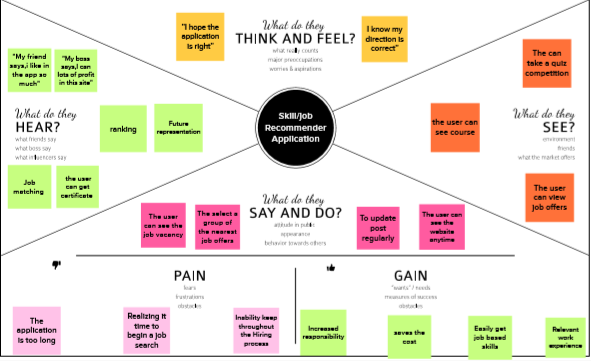 What do they
THINK AND FEEL?
what really counts
major preoccupations
worries & aspirations
"I hope the
application
is right"
I know my
direction is
correct"
"My friend
says,i like in
the app so
much"
"My boss
says,I can
lots of profit
in this site"
What do they
HEAR?
what friends say
what boss say
what influencers say
ranking
Future
representation
Job
matching
the user
can get
certificate
Skill/Job
Recommender
Application
The can
take a quiz
competition
the user can
see course
What do they
SEE?
environment
friends
what the market offers
The user
can view
job offers
What do they
SAY AND DO?
attitude in public
appearance
behavior towards others
The user
can see the
job vacancy
The select a
group of
the nearest
job offers
To update
post
regularly
The user can
see the
website
anytime
PAIN
fears
frustrations
obstacles
The
application
is too long
Realizing it
time to
begin a job
search
Inability keep
throughout
the Hiring
process
GAIN
"wants" / needs
measures of success
obstacles
Increased
responsibility
saves the
cost
Easily get
job based
skills
Relevant
work
experience